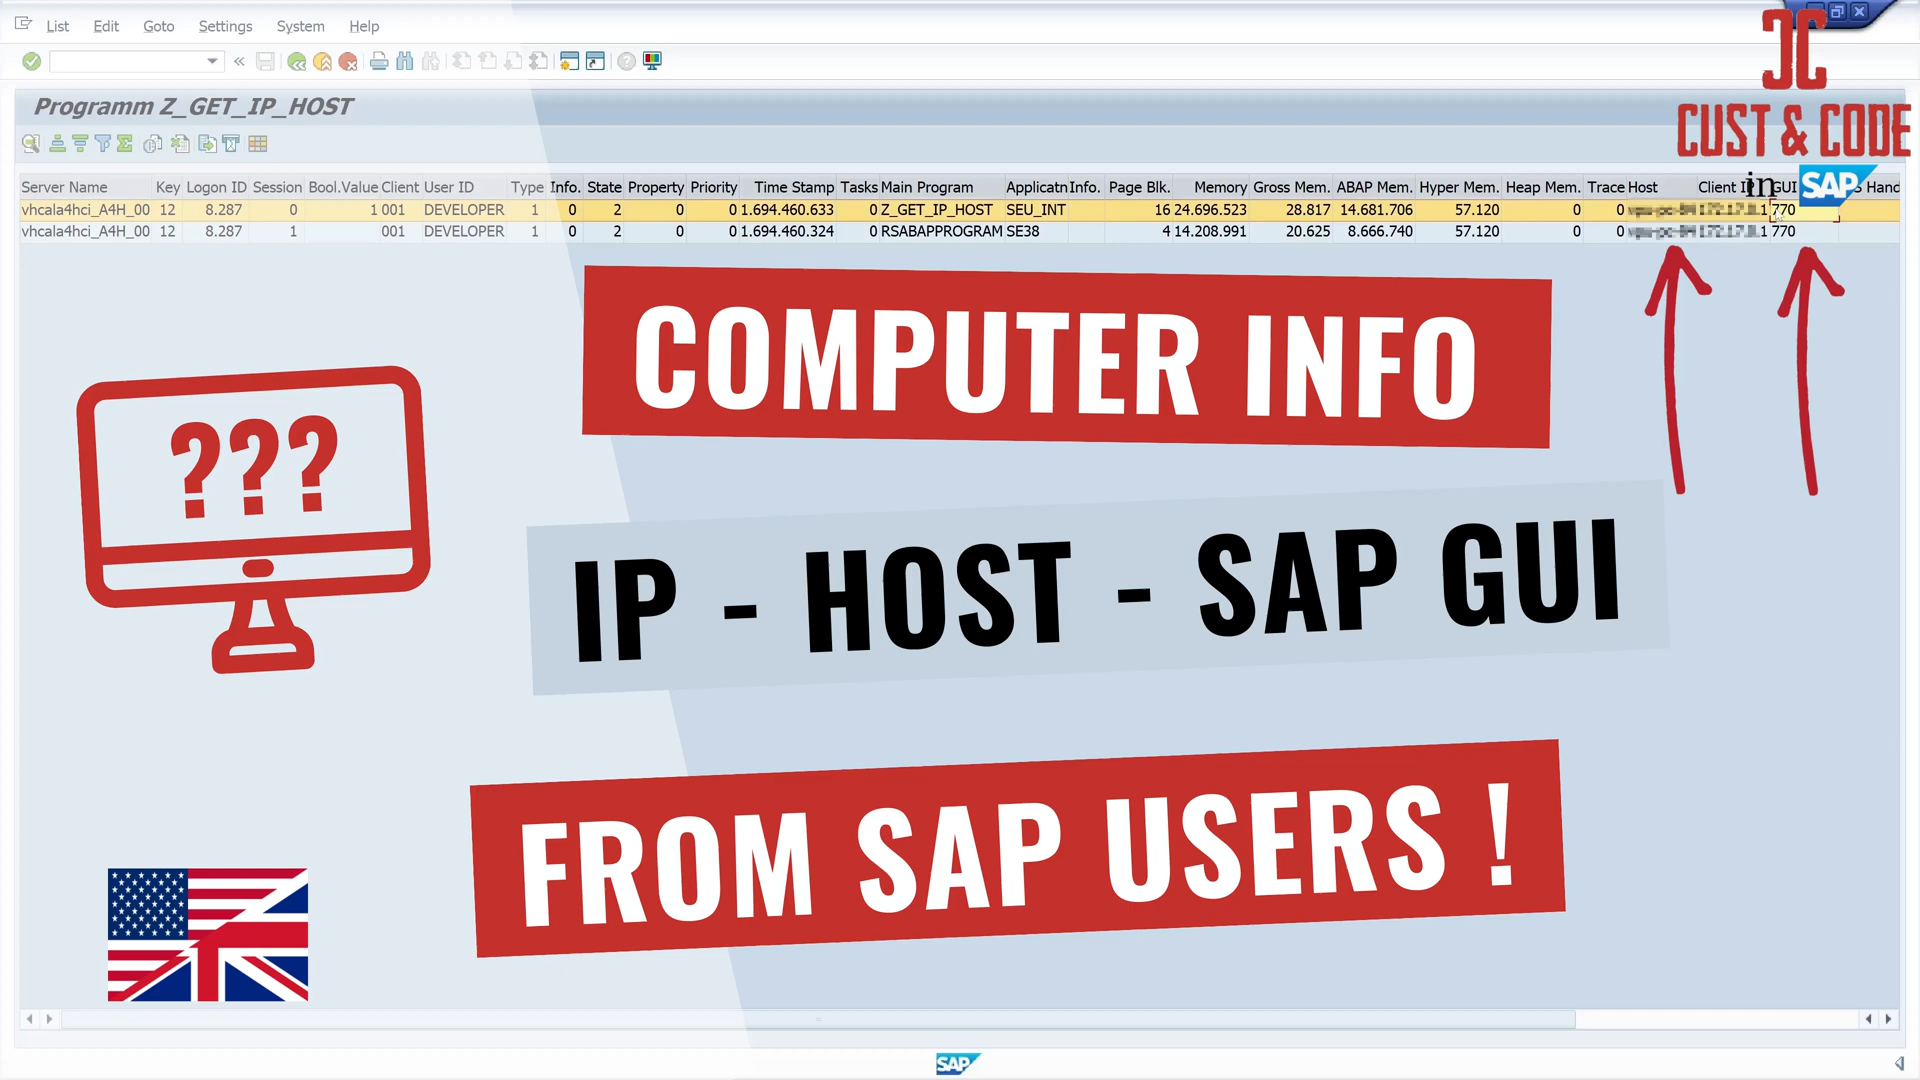 List Edit Goto Settings System Help
Programm Z_GET_IP_HOST
CUST & CODE
in SAP
Server Name Key Logon ID Session Bool.Value Client User ID Type Info. State Property Priority Time Stamp Tasks Main Program Applicatn Info. Page Blk. Memory Gross Mem. ABAP Mem. Hyper Mem. Heap Mem. Trace Host Client GUI Hand
vhcala4hci_A4H_00 12 8.287 0 1 001 DEVELOPER 1 0 2 0 0 1.694.460.633 0 Z_GET_IP_HOST SEU_INT 16 24.696.523 28.817 14.681.706 57.120 0 0 770
vhcala4hci_A4H_00 12 8.287 1 001 DEVELOPER 1 0 2 0 0 1.694.460.324 0 RSABAPPROGRAM SE38 4 14.208.991 20.625 8.666.740 57.120 0 0 770
COMPUTER INFO
???
IP - HOST - SAP GUI
FROM SAP USERS !
SAP